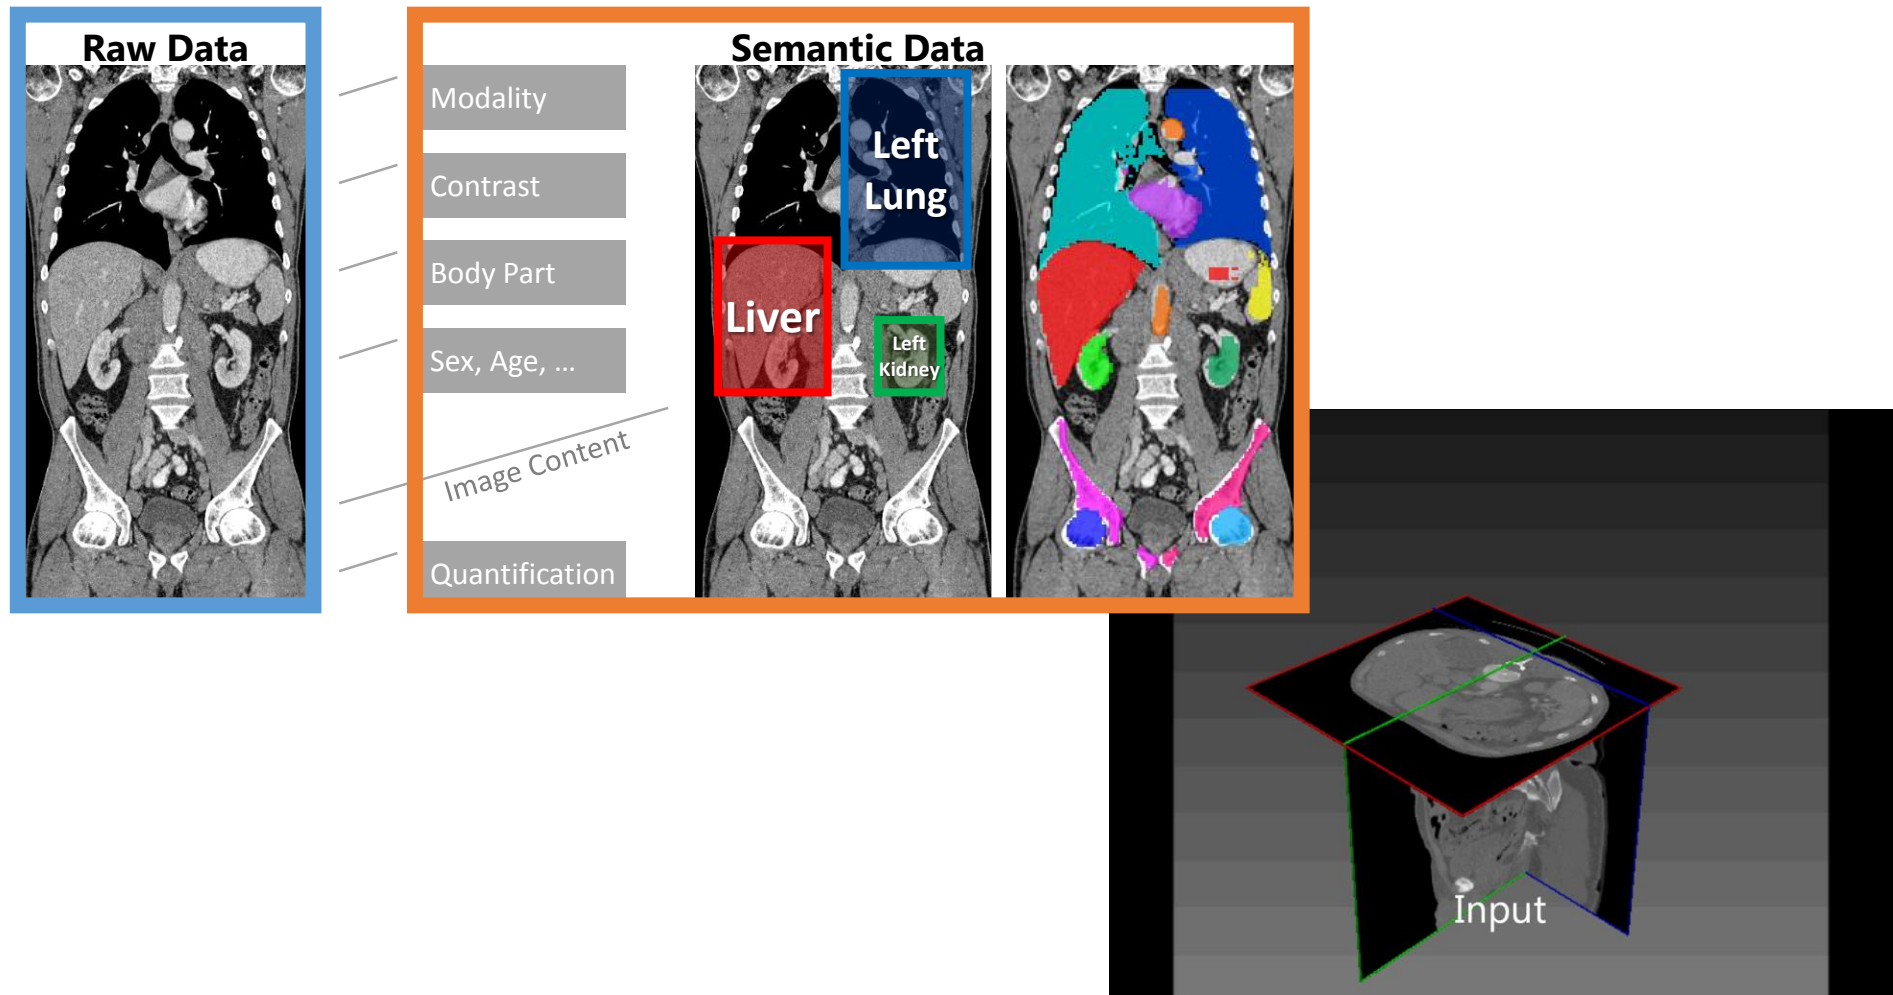 Raw Data
Semantic Data
Modality
Contrast
Body Part
Sex, Age, ...
Image Content
Quantification
Left
Lung
Liver
Left
Kidney
Input